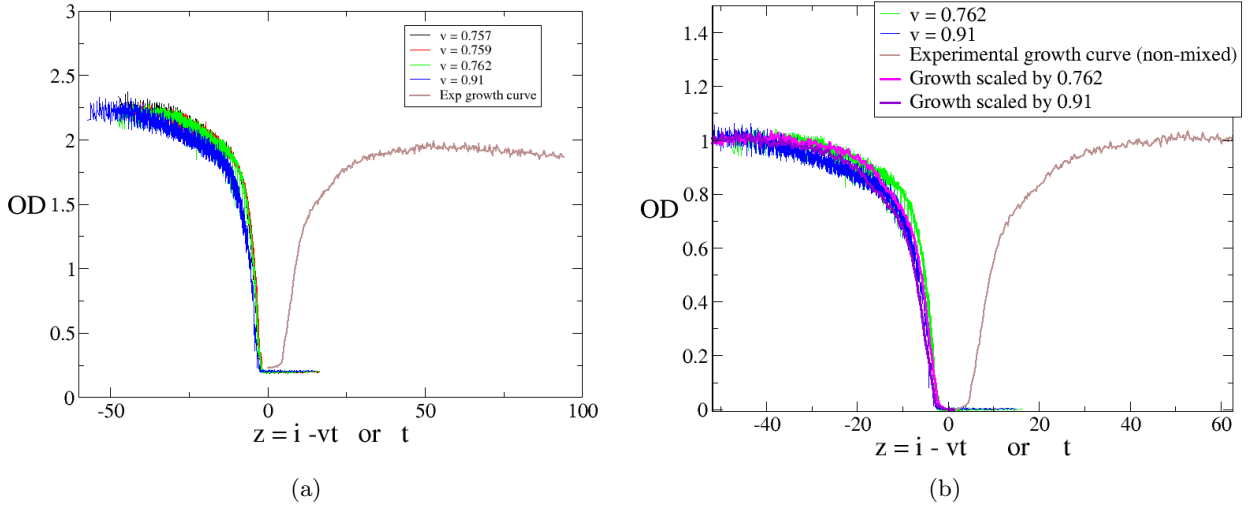 3
2.5
2
1.5
1
0.5
0
OD
-50
0
50
100
z = i -vt or t
v = 0.757
v = 0.759
v = 0.762
v = 0.91
Exp growth curve
(a)
1.4
1.2
1
0.8
0.6
0.4
0.2
0
OD
-40
-20
0
20
40
60
z = i - vt or t
v = 0.762
v = 0.91
Experimental growth curve (non-mixed)
Growth scaled by 0.762
Growth scaled by 0.91
(b)